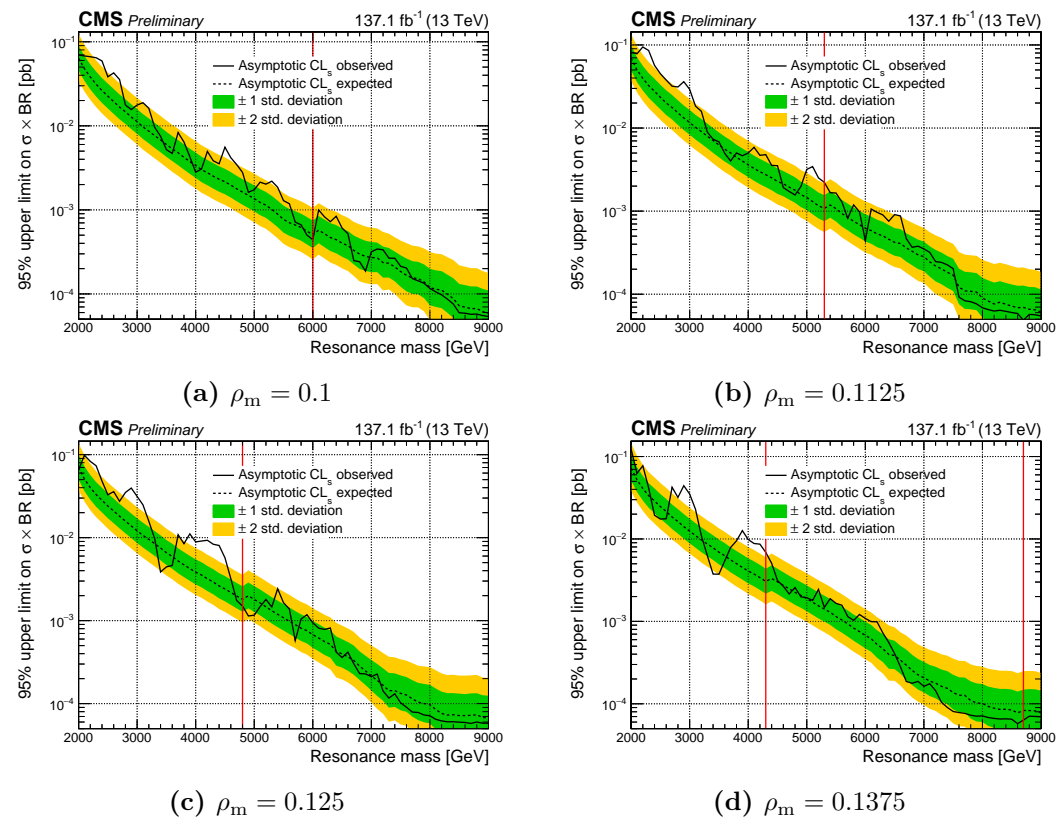 CMS Preliminary 137.1 fb⁻¹ (13 TeV)
95% upper limit on σ × BR [pb]
10⁻¹
10⁻²
10⁻³
10⁻⁴
Asymptotic CLₛ observed
Asymptotic CLₛ expected
± 1 std. deviation
± 2 std. deviation
2000 3000 4000 5000 6000 7000 8000 9000
Resonance mass [GeV]
(a) ρₘ = 0.1
CMS Preliminary 137.1 fb⁻¹ (13 TeV)
95% upper limit on σ × BR [pb]
10⁻¹
10⁻²
10⁻³
10⁻⁴
Asymptotic CLₛ observed
Asymptotic CLₛ expected
± 1 std. deviation
± 2 std. deviation
2000 3000 4000 5000 6000 7000 8000 9000
Resonance mass [GeV]
(b) ρₘ = 0.1125
CMS Preliminary 137.1 fb⁻¹ (13 TeV)
95% upper limit on σ × BR [pb]
10⁻¹
10⁻²
10⁻³
10⁻⁴
Asymptotic CLₛ observed
Asymptotic CLₛ expected
± 1 std. deviation
± 2 std. deviation
2000 3000 4000 5000 6000 7000 8000 9000
Resonance mass [GeV]
(c) ρₘ = 0.125
CMS Preliminary 137.1 fb⁻¹ (13 TeV)
95% upper limit on σ × BR [pb]
10⁻¹
10⁻²
10⁻³
10⁻⁴
Asymptotic CLₛ observed
Asymptotic CLₛ expected
± 1 std. deviation
± 2 std. deviation
2000 3000 4000 5000 6000 7000 8000 9000
Resonance mass [GeV]
(d) ρₘ = 0.1375